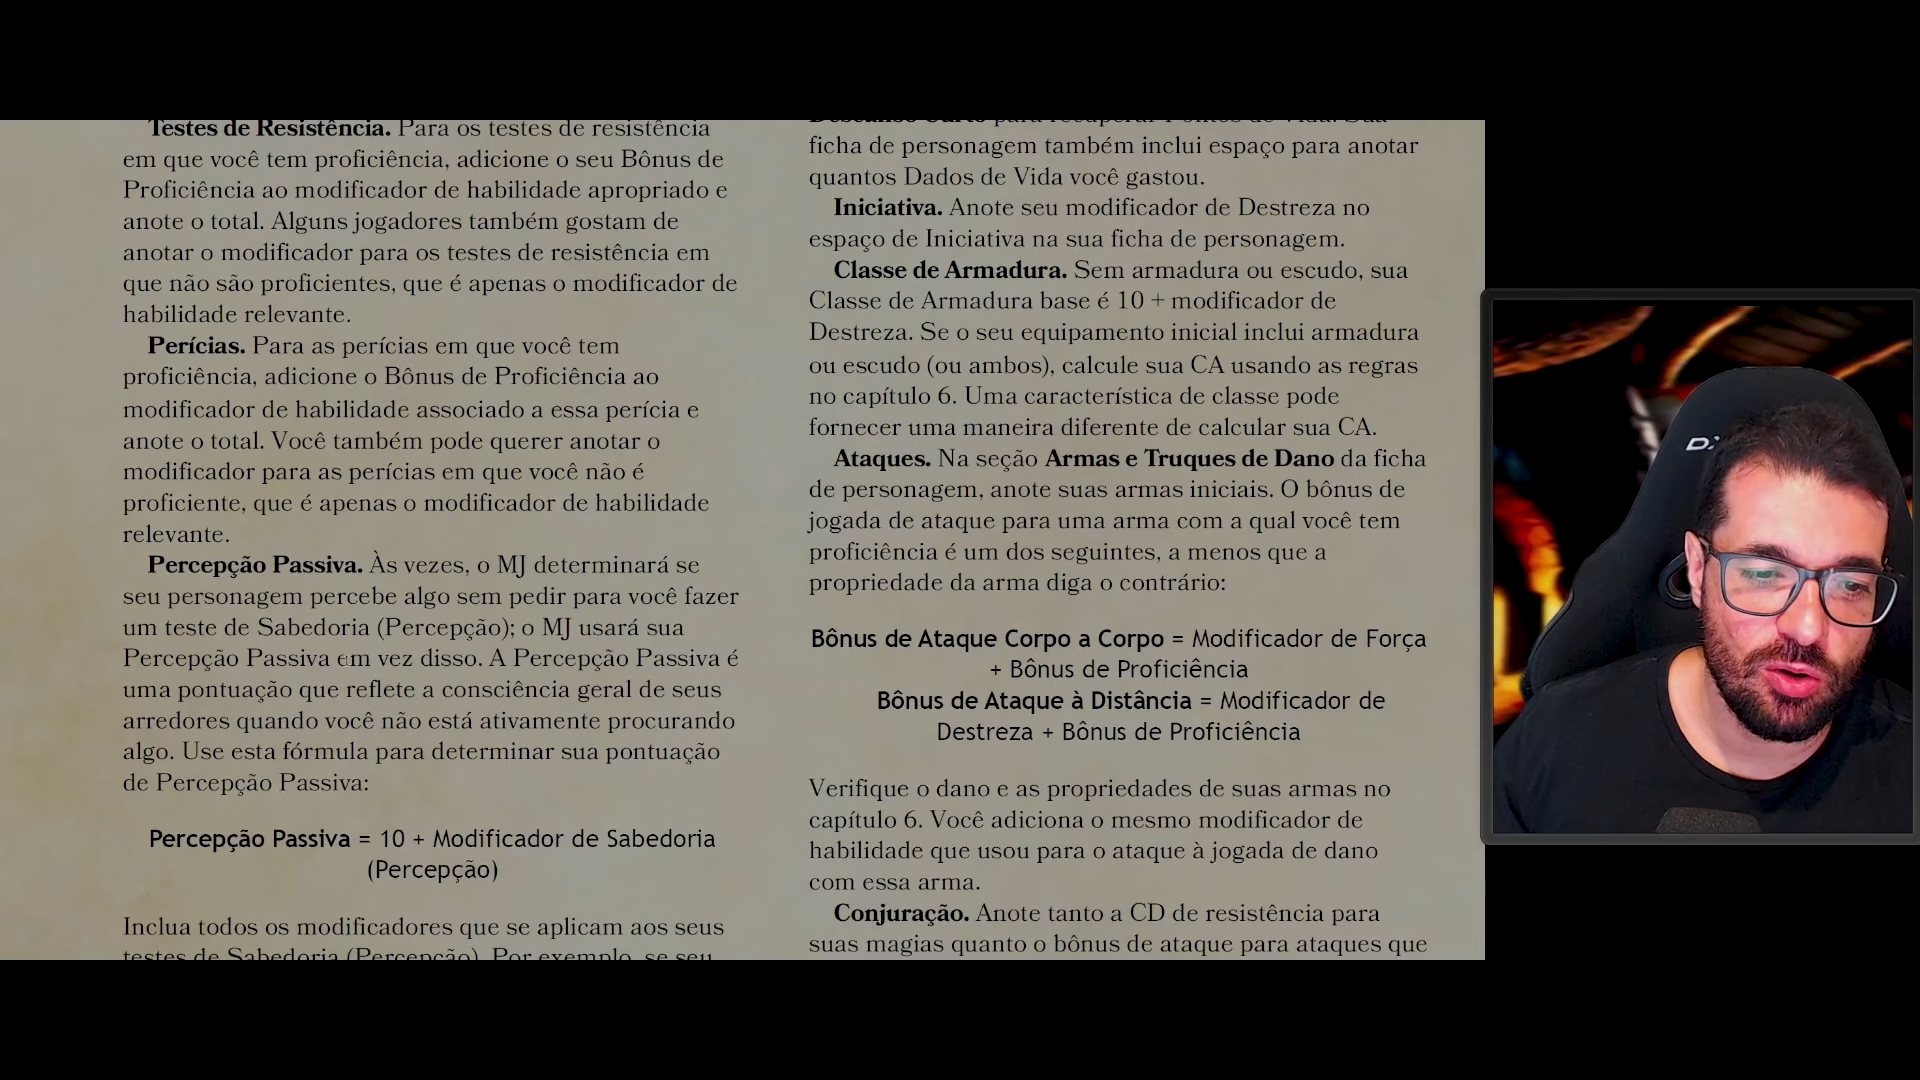 Testes de Resistência. Para os testes de resistência
em que você tem proficiência, adicione o seu Bônus de
Proficiência ao modificador de habilidade apropriado e
anote o total. Alguns jogadores também gostam de
anotar o modificador para os testes de resistência em
que não são proficientes, que é apenas o modificador de
habilidade relevante.
Perícias. Para as perícias em que você tem
proficiência, adicione o Bônus de Proficiência ao
modificador de habilidade associado a essa perícia e
anote o total. Você também pode querer anotar o
modificador para as perícias em que você não é
proficiente, que é apenas o modificador de habilidade
relevante.
Percepção Passiva. Às vezes, o MJ determinará se
seu personagem percebe algo sem pedir para você fazer
um teste de Sabedoria (Percepção); o MJ usará sua
Percepção Passiva em vez disso. A Percepção Passiva é
uma pontuação que reflete a consciência geral de seus
arredores quando você não está ativamente procurando
algo. Use esta fórmula para determinar sua pontuação
de Percepção Passiva:
Percepção Passiva = 10 + Modificador de Sabedoria
(Percepção)
Inclua todos os modificadores que se aplicam aos seus
testes de Sabedoria (Percepção). Por exemplo, se seu
Descanso Curto para recuperar Pontos de Vida. Sua
ficha de personagem também inclui espaço para anotar
quantos Dados de Vida você gastou.
Iniciativa. Anote seu modificador de Destreza no
espaço de Iniciativa na sua ficha de personagem.
Classe de Armadura. Sem armadura ou escudo, sua
Classe de Armadura base é 10 + modificador de
Destreza. Se o seu equipamento inicial inclui armadura
ou escudo (ou ambos), calcule sua CA usando as regras
no capítulo 6. Uma característica de classe pode
fornecer uma maneira diferente de calcular sua CA.
Ataques. Na seção Armas e Truques de Dano da ficha
de personagem, anote suas armas iniciais. O bônus de
jogada de ataque para uma arma com a qual você tem
proficiência é um dos seguintes, a menos que a
propriedade da arma diga o contrário:
Bônus de Ataque Corpo a Corpo = Modificador de Força
+ Bônus de Proficiência
Bônus de Ataque à Distância = Modificador de
Destreza + Bônus de Proficiência
Verifique o dano e as propriedades de suas armas no
capítulo 6. Você adiciona o mesmo modificador de
habilidade que usou para o ataque à jogada de dano
com essa arma.
Conjuração. Anote tanto a CD de resistência para
suas magias quanto o bônus de ataque para ataques que